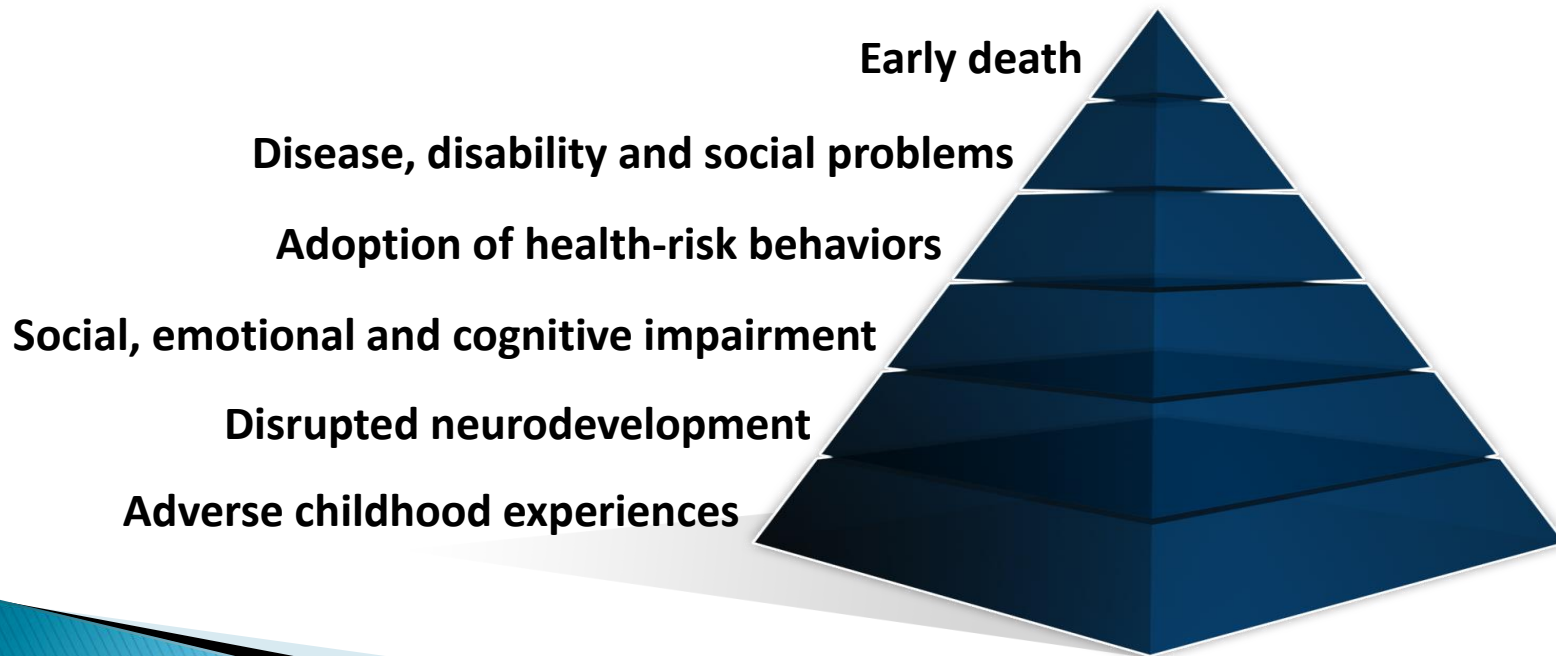 Early death
Disease, disability and social problems
Adoption of health-risk behaviors
Social, emotional and cognitive impairment
Disrupted neurodevelopment
Adverse childhood experiences